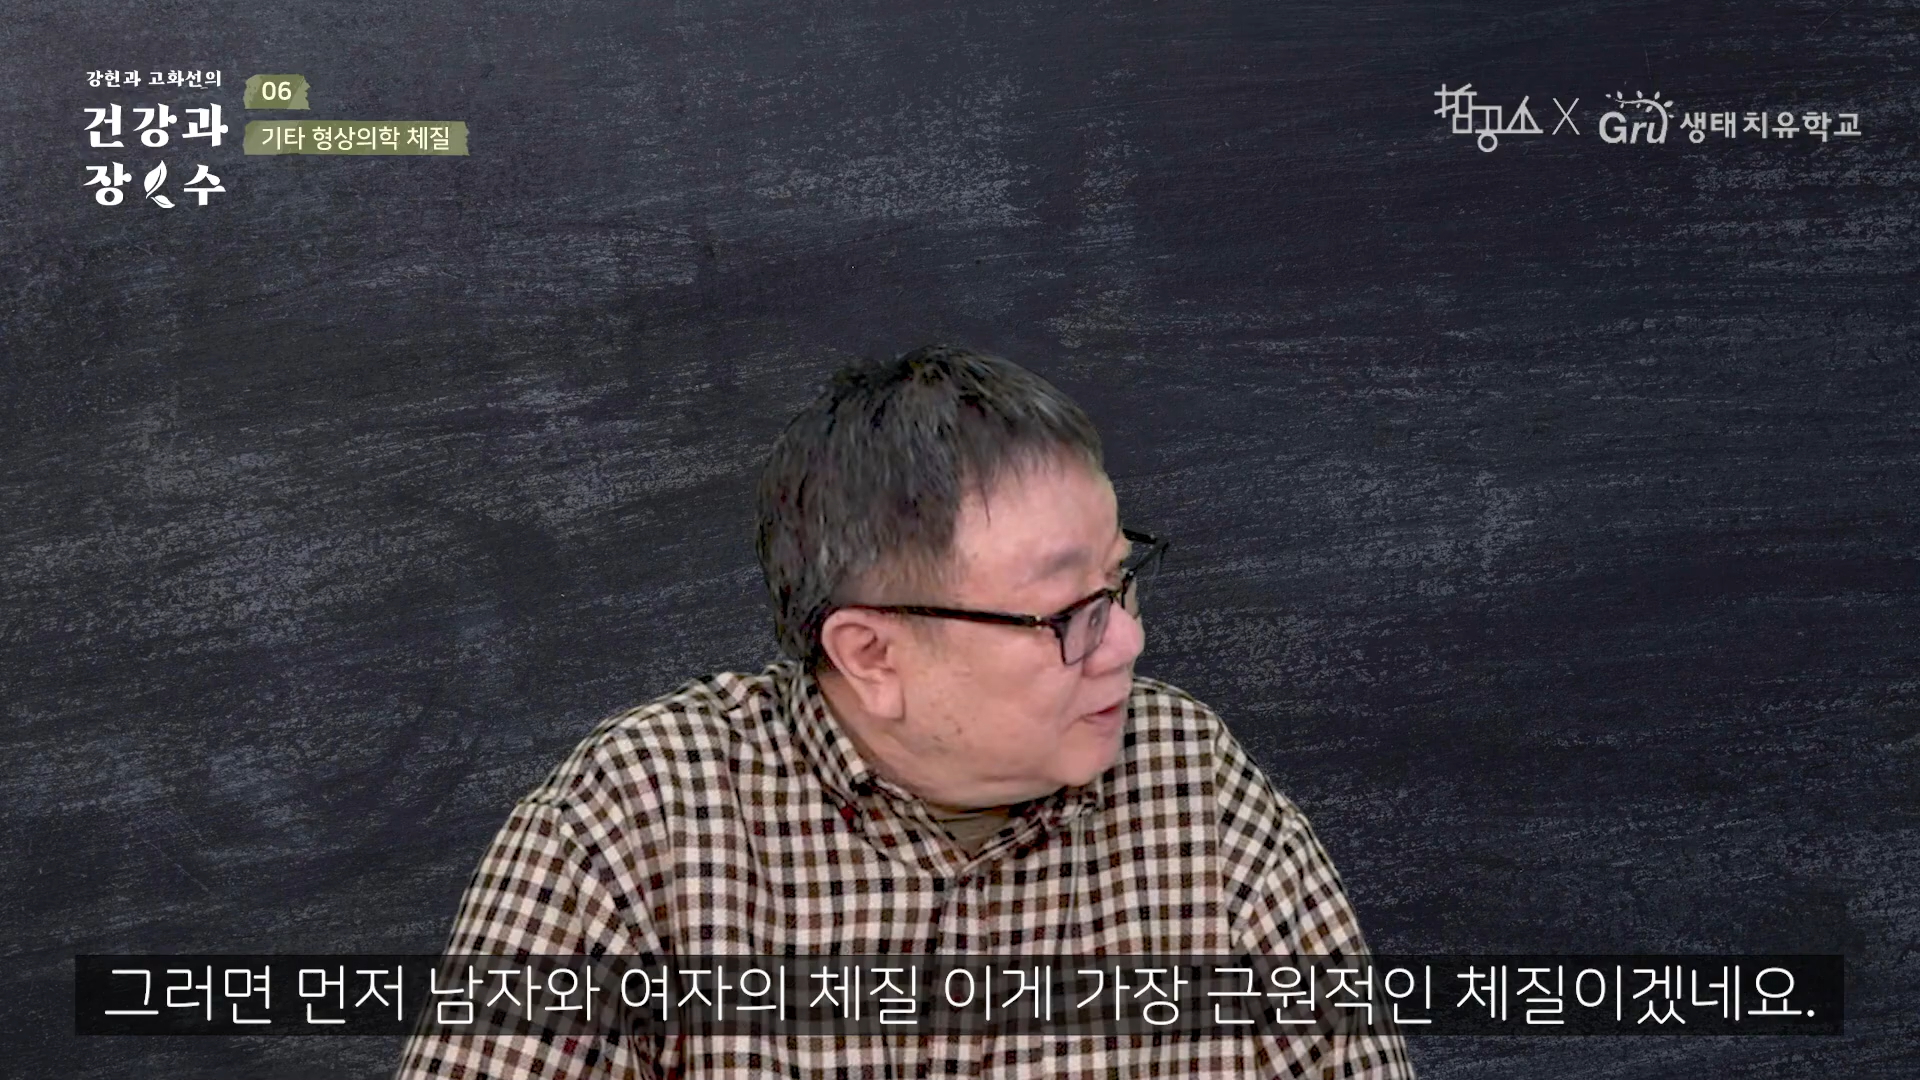 강헌과 고화선의
건강과
장 수
06
기타 형상의학 체질
Gru 생태치유학교
그러면 먼저 남자와 여자의 체질 이게 가장 근원적인 체질이겠네요.